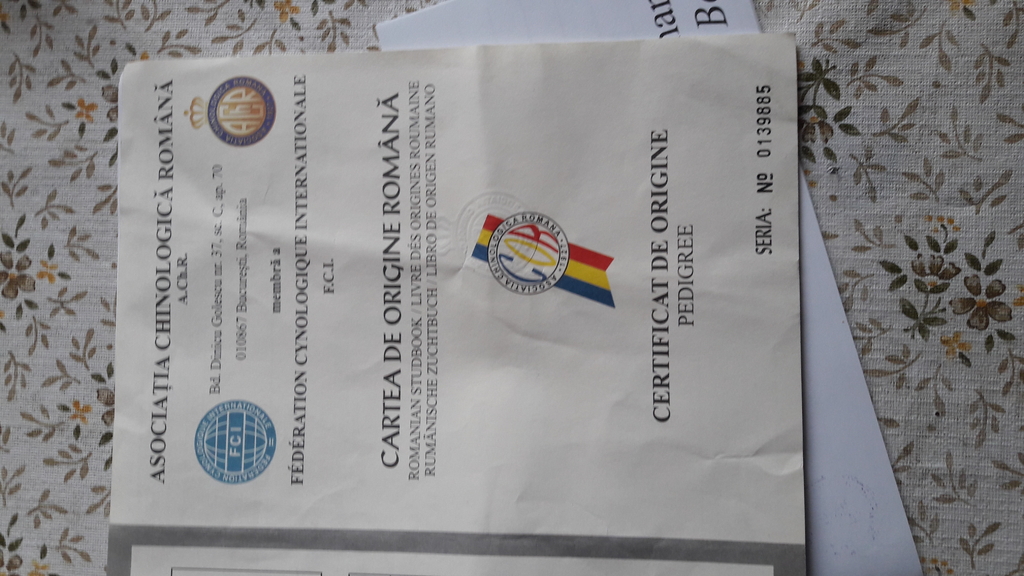 ASOCIAȚIA CHINOLOGICĂ ROMÂNĂ
A.Ch.R.
Bd. Dinicu Golescu nr. 37, sc. C, ap. 70
010867 București, România
membră a
FÉDÉRATION CYNOLOGIQUE INTERNATIONALE
F.C.I.
FCI
CARTEA DE ORIGINE ROMÂNĂ
ROMANIAN STUDBOOK / LIVRE DES ORIGINES ROUMAINE
RUMÄNISCHE ZUCHTBUCH / LIBRO DE ORIGEN RUMANO
CERTIFICAT DE ORIGINE
PEDIGREE
SERIA: Nº 0139885